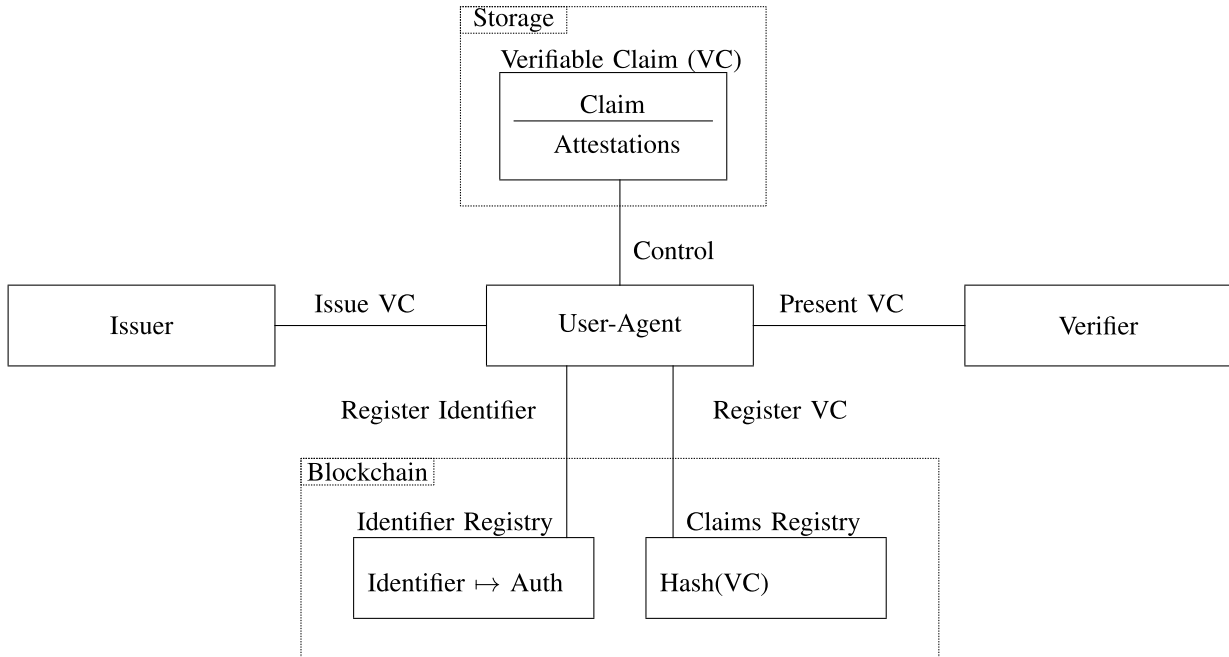 Storage
Verifiable Claim (VC)
Claim
Attestations
Control
Issuer
Issue VC
User-Agent
Present VC
Verifier
Register Identifier
Register VC
Blockchain
Identifier Registry
Claims Registry
Identifier ↦ Auth
Hash(VC)